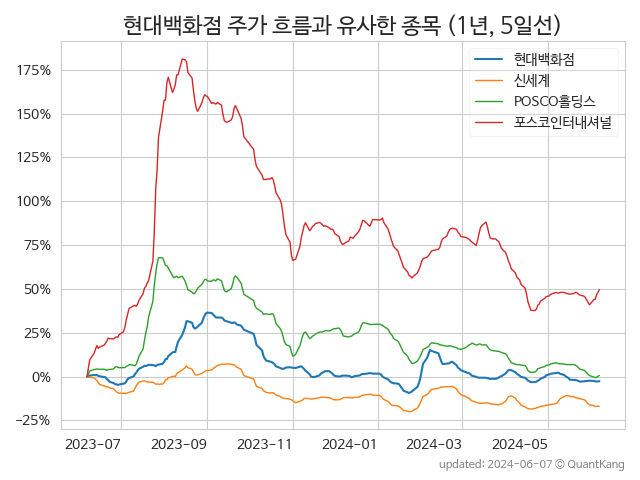 현대백화점 주가 흐름과 유사한 종목 (1년, 5일선)
현대백화점
신세계
POSCO홀딩스
포스코인터내셔널
175%
150%
125%
100%
75%
50%
25%
0%
−25%
2023-07
2023-09
2023-11
2024-01
2024-03
2024-05
updated: 2024-06-07 © QuantKang